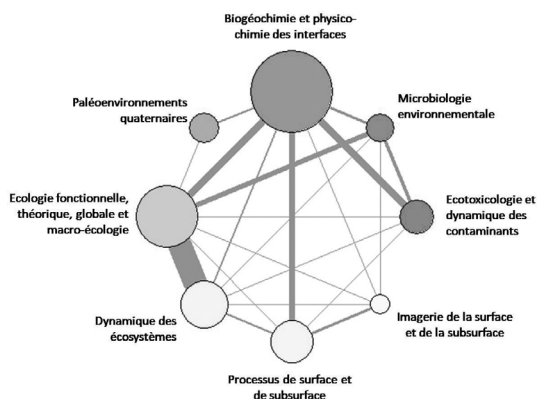 Biogéochimie et physico-
chimie des interfaces
Paléoenvironnements
quaternaires
Microbiologie
environnementale
Ecologie fonctionnelle,
théorique, globale et
macro-écologie
Ecotoxicologie et
dynamique des
contaminants
Dynamique des
écosystèmes
Imagerie de la surface
et de la subsurface
Processus de surface et
de subsurface